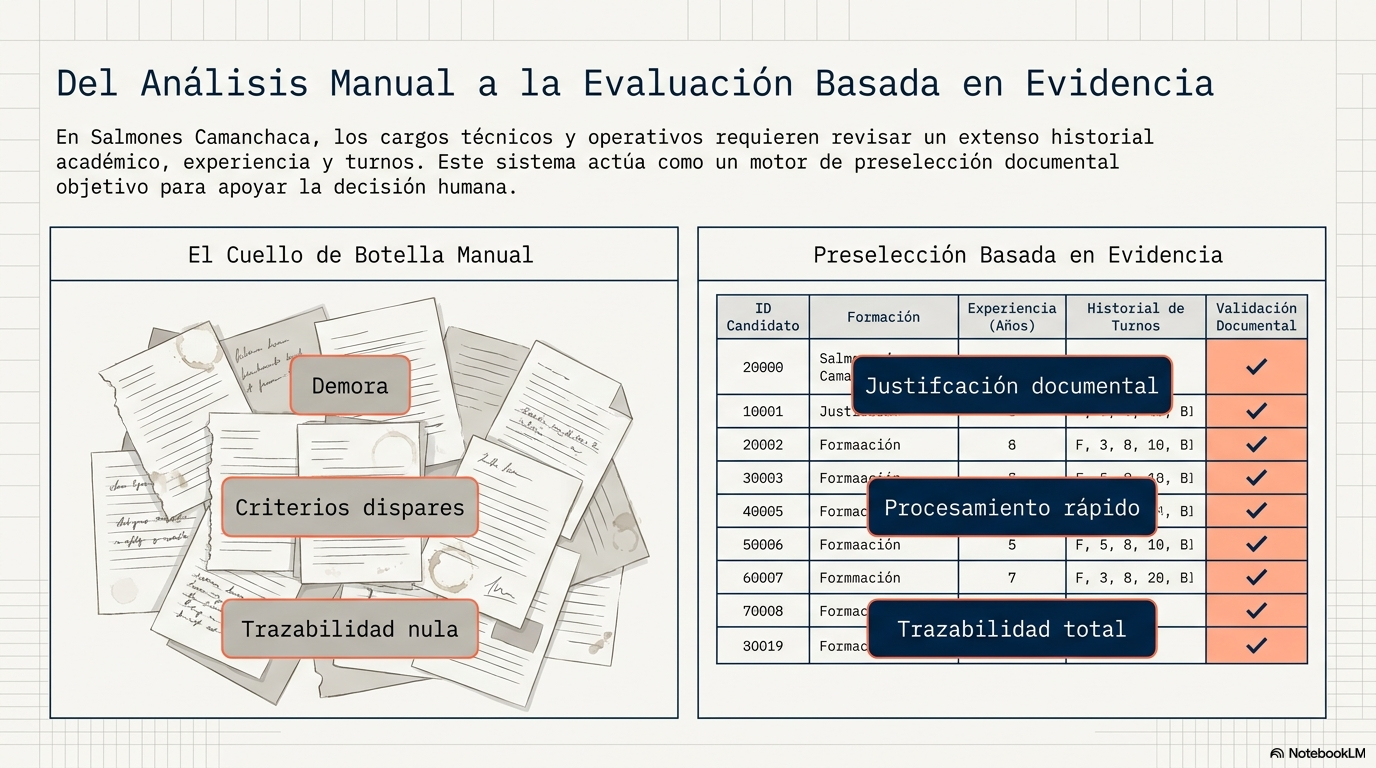 Del Análisis Manual a la Evaluación Basada en Evidencia
En Salmones Camanchaca, los cargos técnicos y operativos requieren revisar un extenso historial
académico, experiencia y turnos. Este sistema actúa como un motor de preselección documental
objetivo para apoyar la decisión humana.
El Cuello de Botella Manual
Demora
Criterios dispares
Trazabilidad nula
Preselección Basada en Evidencia
ID Candidato Formación Experiencia (Años) Historial de Turnos Validación Documental
20000
Justifcación documental
10001 B]
20002 Formaación 6 F, 3, 8, 10, B]
30003 B]
Procesamiento rápido
40005 B]
50006 Formaación 5 F, 5, 8, 10, B]
60007 Formmación 7 F, 3, 8, 20, B]
70008
Trazabilidad total
30019
NotebookLM